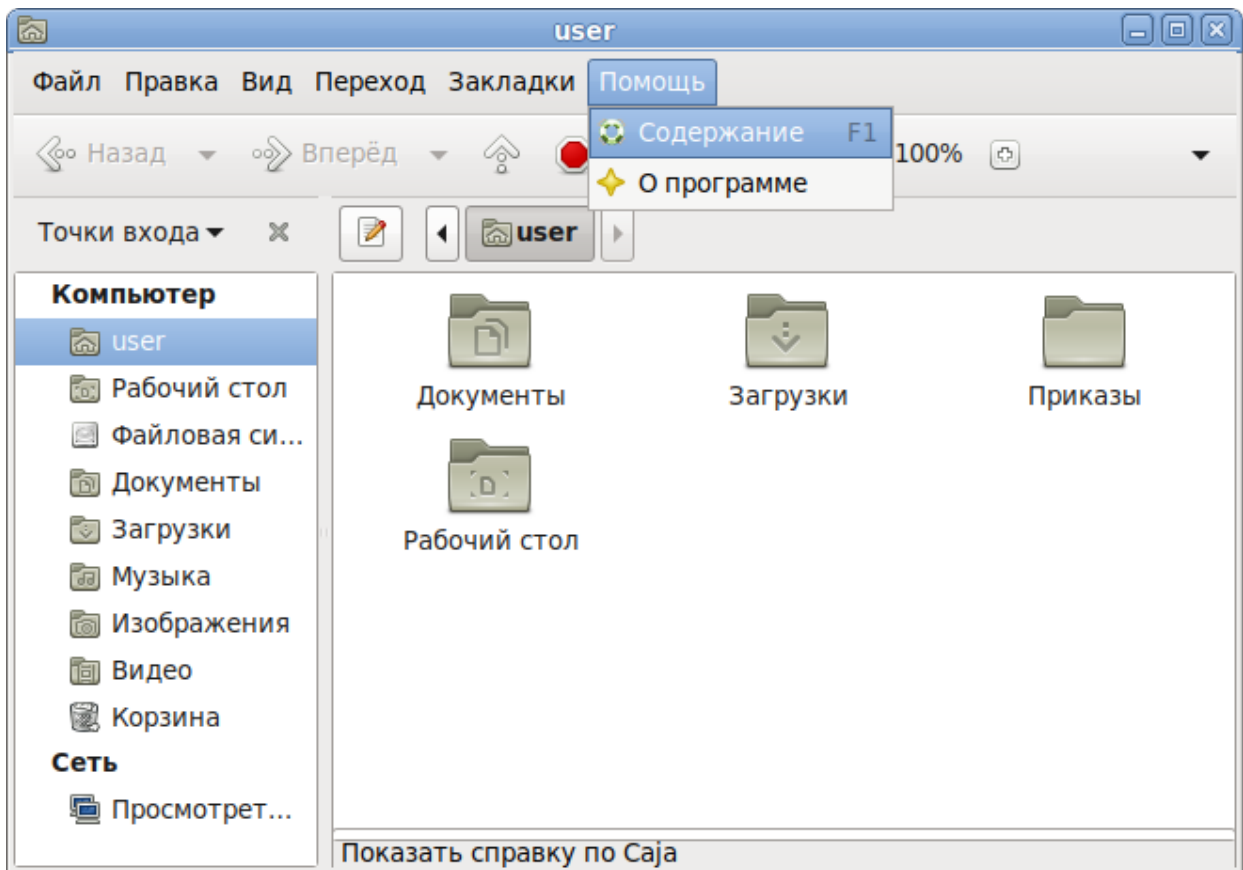 user
Файл Правка Вид Переход Закладки Помощь
Содержание F1
О программе
Назад Вперёд 100%
Точки входа user
Компьютер
user
Рабочий стол
Файловая си...
Документы
Загрузки
Музыка
Изображения
Видео
Корзина
Сеть
Просмотрет...
Документы Загрузки Приказы
Рабочий стол
Показать справку по Caja